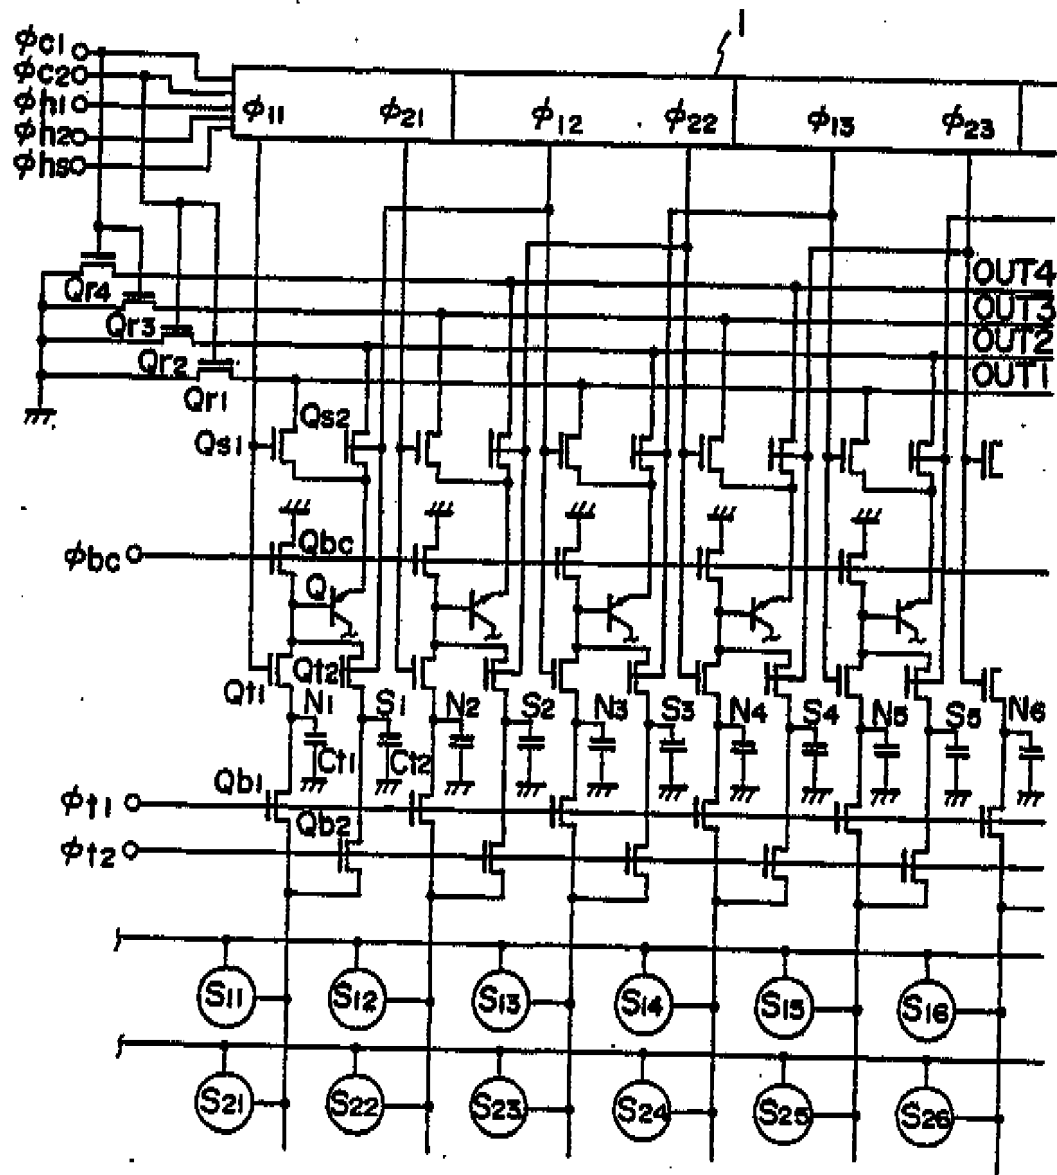 1
φc1
φc2
φh1
φh2
φhs
φ11 φ21 φ12 φ22 φ13 φ23
OUT4
OUT3
OUT2
OUT1
Qr4
Qr3
Qr2
Qr1
Qs1 Qs2
φbc Qbc
Q
Qt1 Qt2
N1 S1 N2 S2 N3 S3 N4 S4 N5 S5 N6
Ct1 Ct2
Qb1
φt1
Qb2
φt2
S11 S12 S13 S14 S15 S16
S21 S22 S23 S24 S25 S26